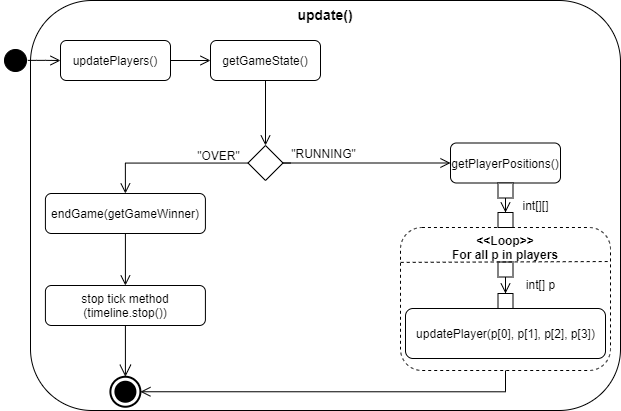 update()
updatePlayers()
getGameState()
"OVER"
"RUNNING"
getPlayerPositions()
int[][]
endGame(getGameWinner)
<<Loop>>
For all p in players
int[] p
stop tick method
(timeline.stop())
updatePlayer(p[0], p[1], p[2], p[3])